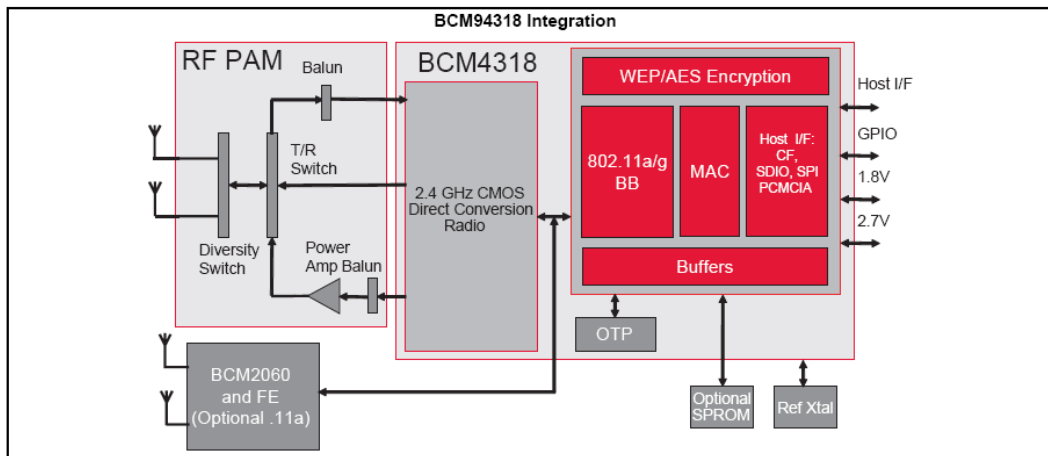 BCM94318 Integration
RF PAM
Balun
T/R
Switch
Diversity
Switch
Power
Amp Balun
BCM4318
2.4 GHz CMOS
Direct Conversion
Radio
WEP/AES Encryption
802.11a/g
BB
MAC
Host I/F:
CF,
SDIO, SPI
PCMCIA
Buffers
Host I/F
GPIO
1.8V
2.7V
OTP
BCM2060
and FE
(Optional .11a)
Optional
SPROM
Ref Xtal